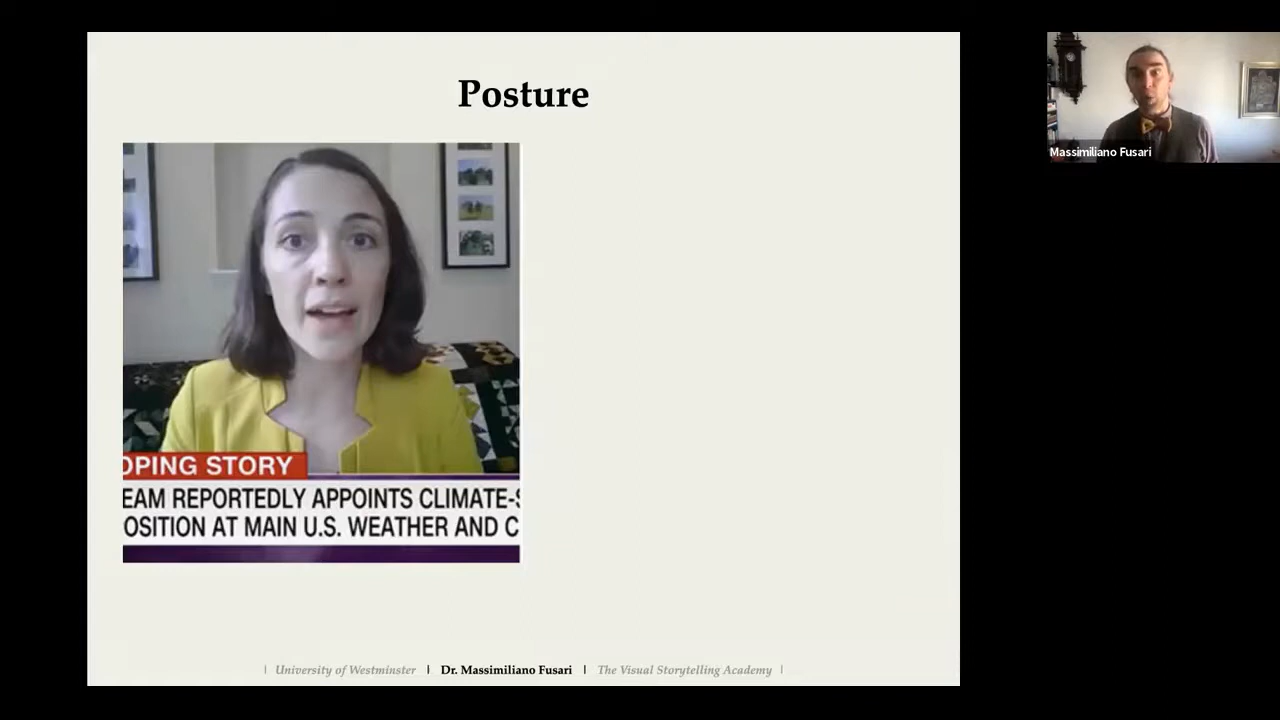 Posture
Massimiliano Fusari
OPING STORY
EAM REPORTEDLY APPOINTS CLIMATE-S
OSITION AT MAIN U.S. WEATHER AND C
| University of Westminster | Dr. Massimiliano Fusari | The Visual Storytelling Academy |